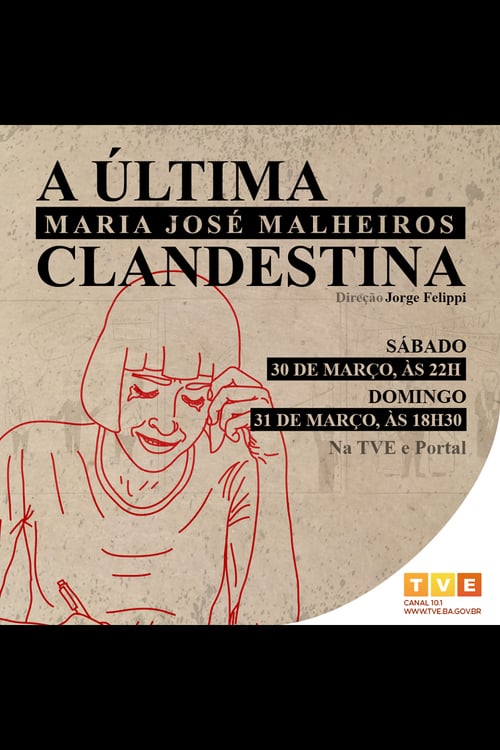 A ÚLTIMA
MARIA JOSÉ MALHEIROS
CLANDESTINA
Direção Jorge Felippi
SÁBADO
30 DE MARÇO, ÀS 22H
DOMINGO
31 DE MARÇO, ÀS 18H30
Na TVE e Portal
TVE
CANAL 10.1
WWW.TVE.BA.GOV.BR